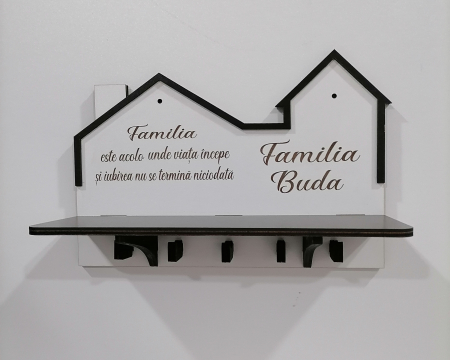 Familia
este acolo unde viața începe
și iubirea nu se termină niciodată
Familia
Buda